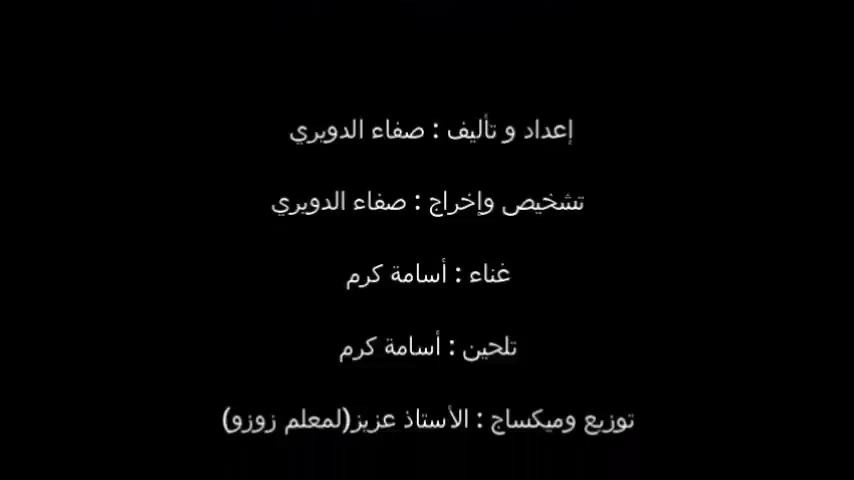 إعداد و تأليف : صفاء الدويري
تشخيص وإخراج : صفاء الدويري
غناء : أسامة كرم
تلحين : أسامة كرم
توزيع وميكساج : الأستاذ عزيز(لمعلم زوزو)